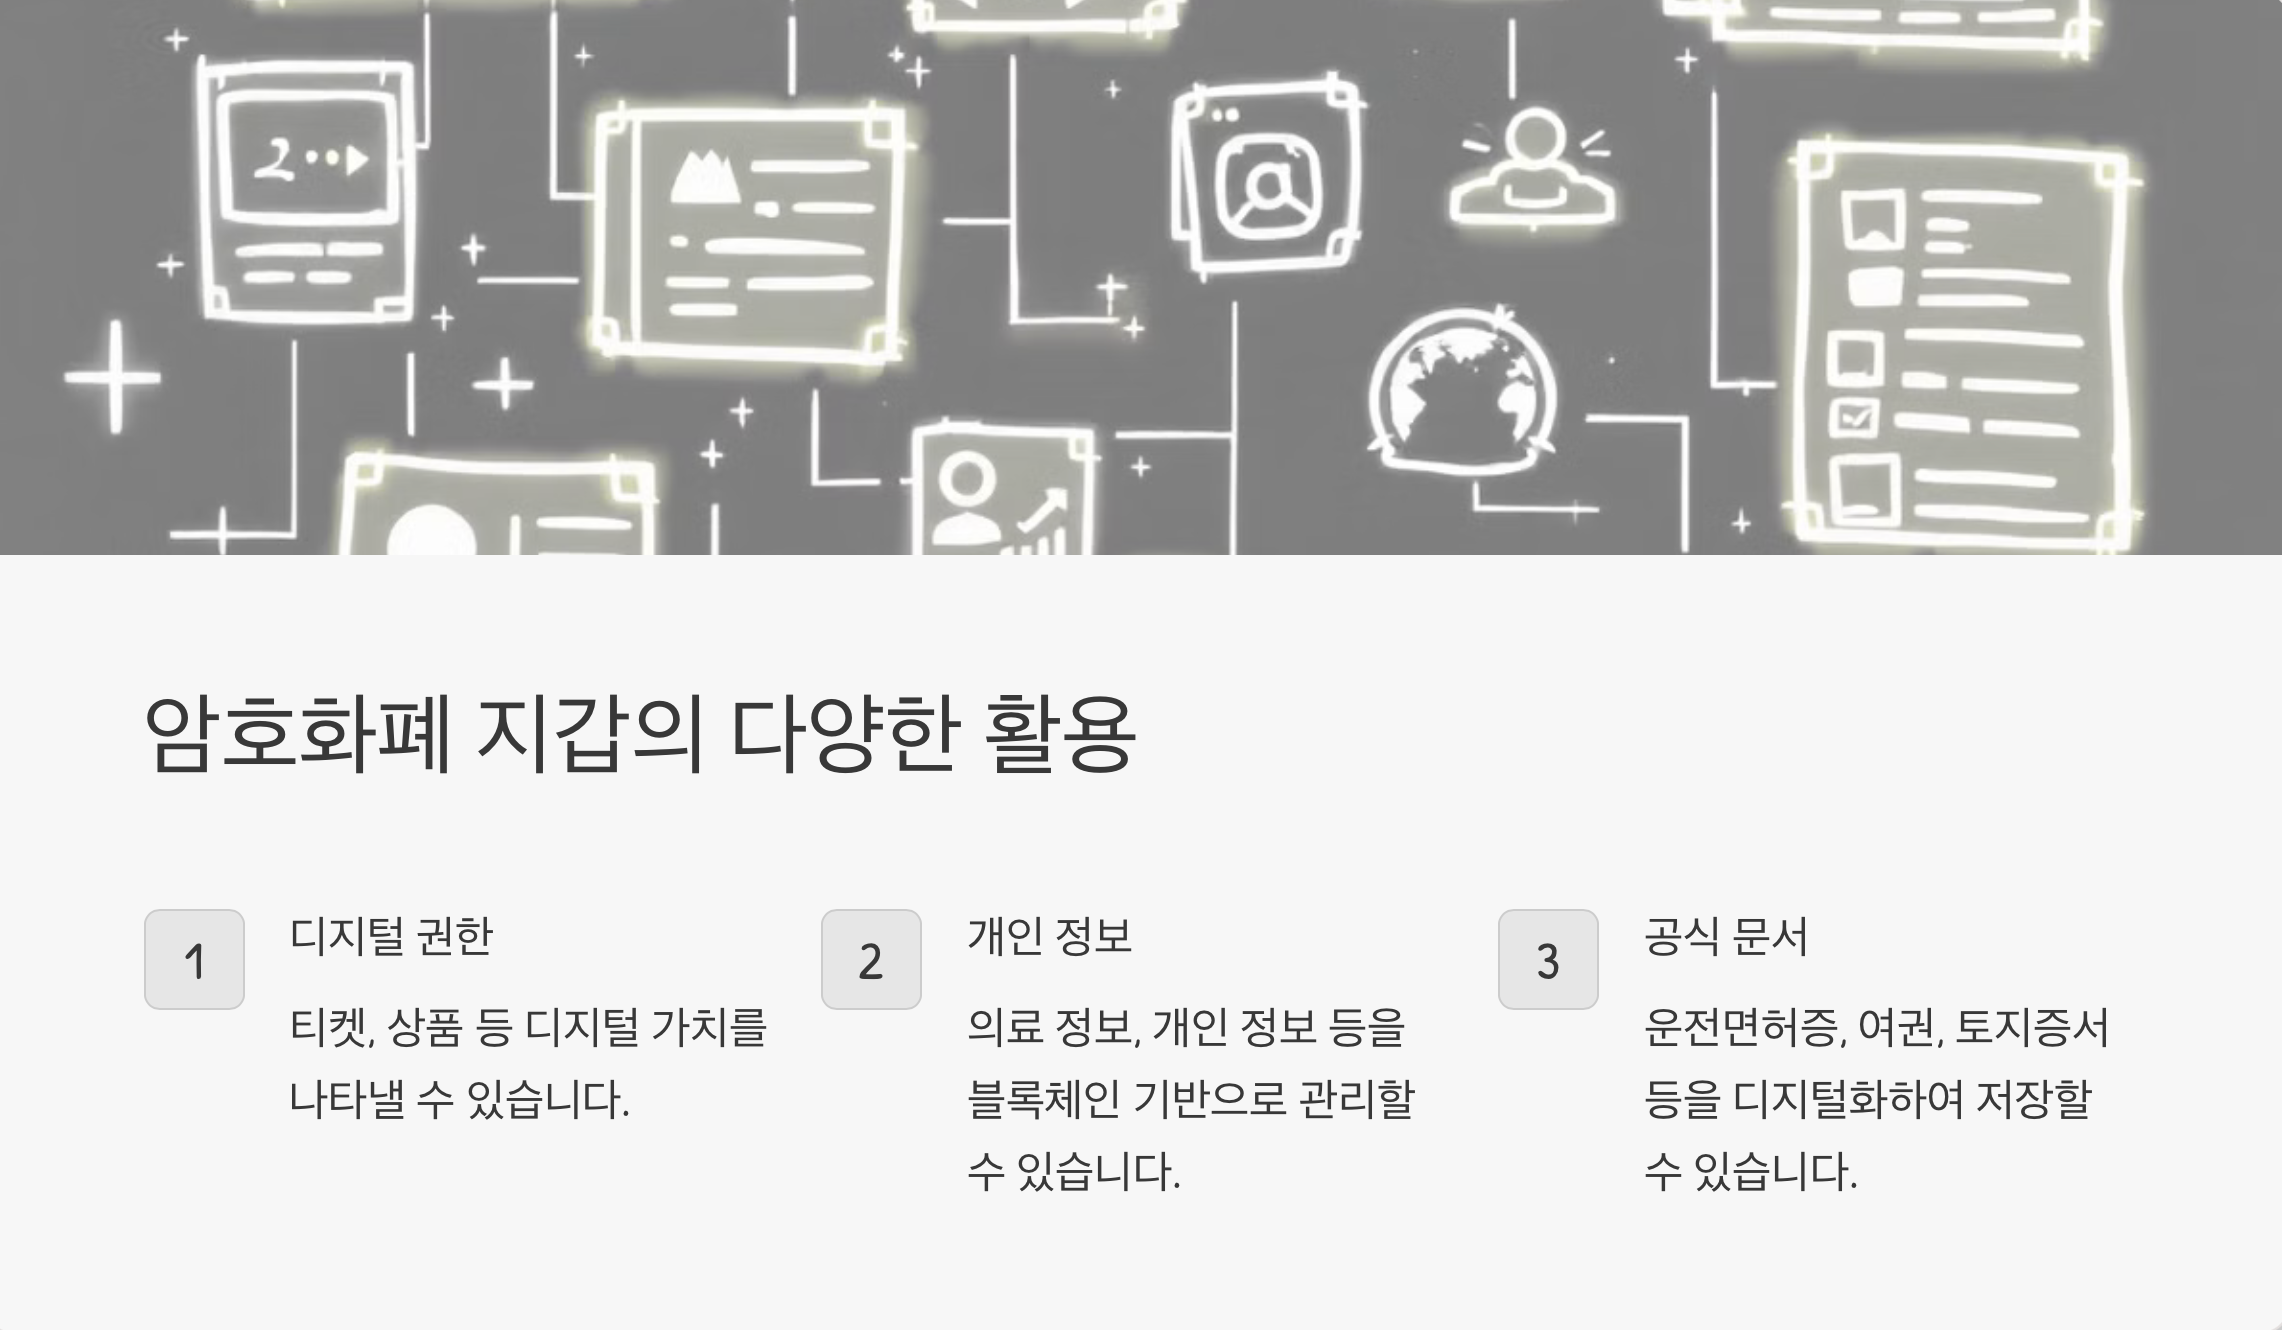 2
암호화폐 지갑의 다양한 활용
1
디지털 권한
티켓, 상품 등 디지털 가치를
나타낼 수 있습니다.
2
개인 정보
의료 정보, 개인 정보 등을
블록체인 기반으로 관리할
수 있습니다.
3
공식 문서
운전면허증, 여권, 토지증서
등을 디지털화하여 저장할
수 있습니다.